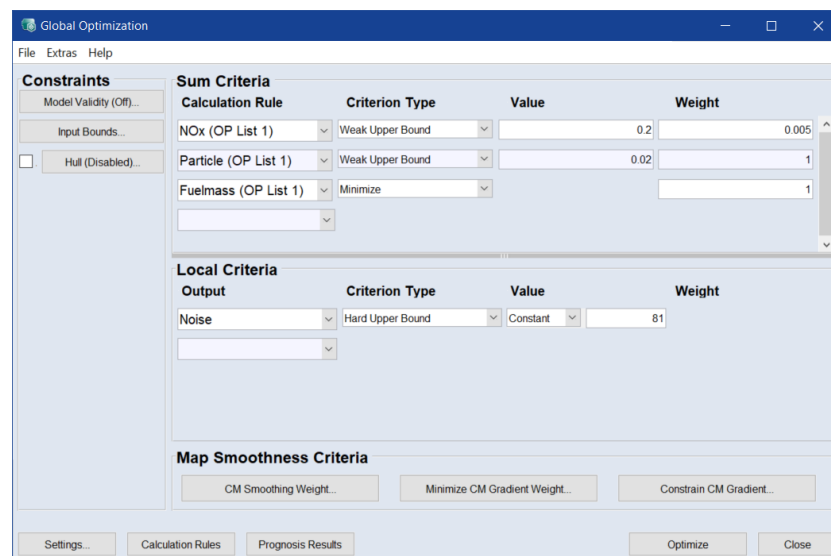 Global Optimization
File Extras Help
Constraints
Model Validity (Off)...
Input Bounds...
Hull (Disabled)...
Sum Criteria
Calculation Rule Criterion Type Value Weight
NOx (OP List 1) Weak Upper Bound 0.2 0.005
Particle (OP List 1) Weak Upper Bound 0.02 1
Fuelmass (OP List 1) Minimize 1
Local Criteria
Output Criterion Type Value Weight
Noise Hard Upper Bound Constant 81
Map Smoothness Criteria
CM Smoothing Weight... Minimize CM Gradient Weight... Constrain CM Gradient...
Settings... Calculation Rules Prognosis Results Optimize Close